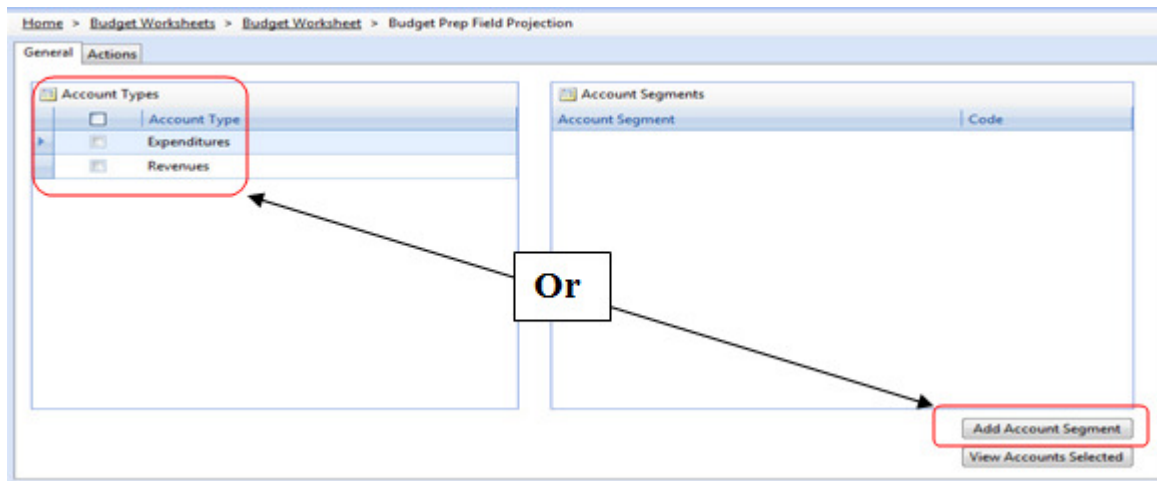 Home > Budget Worksheets > Budget Worksheet > Budget Prep Field Projection
General Actions
Account Types
Account Type
Expenditures
Revenues
Account Segments
Account Segment Code
Or
Add Account Segment
View Accounts Selected